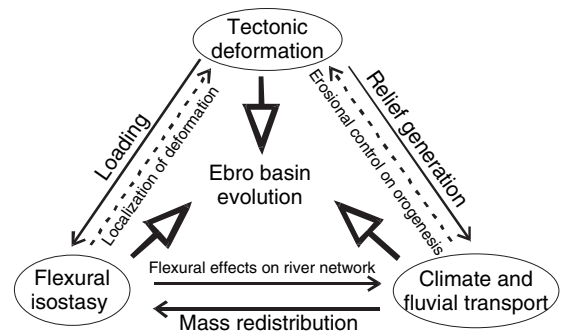 Tectonic
deformation
Loading
Localization of deformation
Erosional control on orogenesis
Relief generation
Ebro basin
evolution
Flexural
isostasy
Flexural effects on river network
Mass redistribution
Climate and
fluvial transport